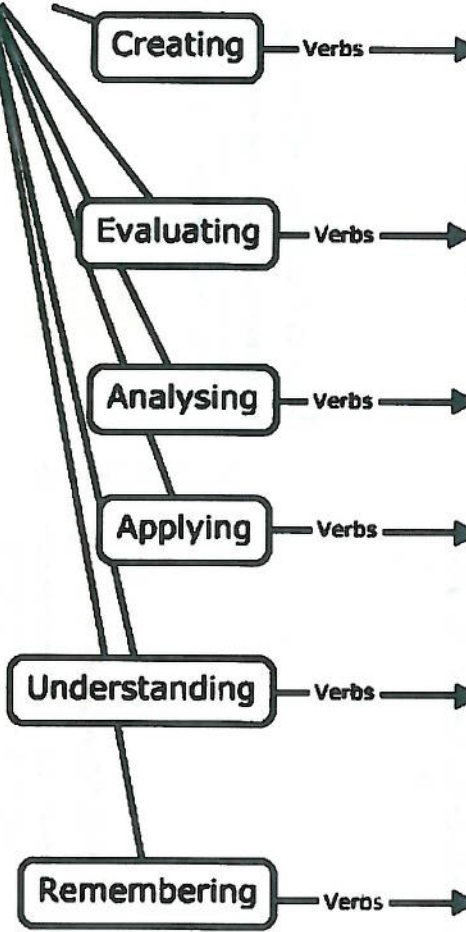 Creating Verbs
Evaluating Verbs
Analysing Verbs
Applying Verbs
Understanding Verbs
Remembering Verbs